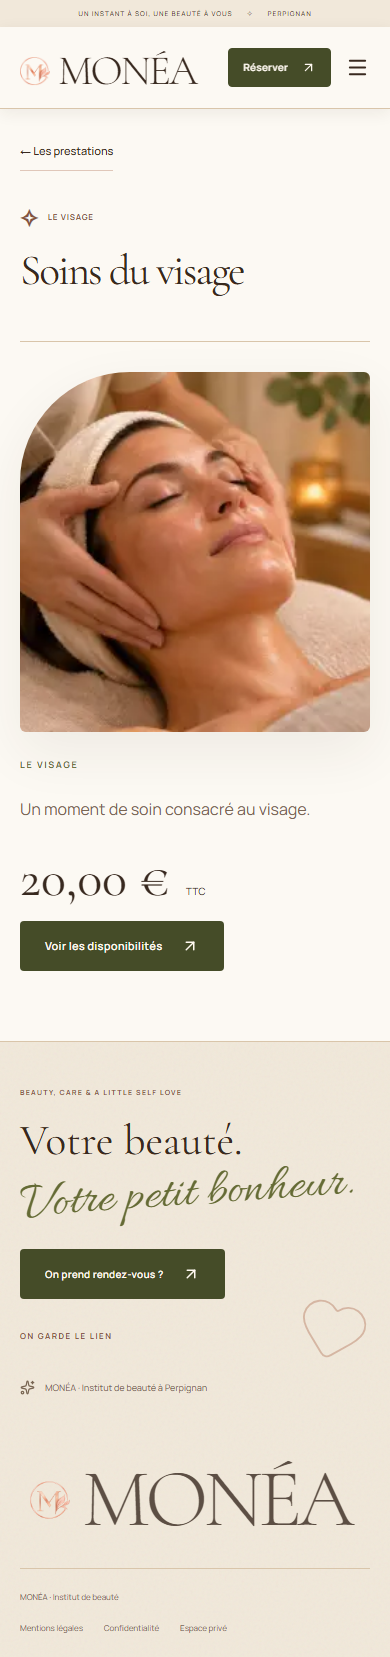 UN INSTANT À SOI, UNE BEAUTÉ À VOUS ✧ PERPIGNAN
M MONÉA
Réserver ↗
← Les prestations
LE VISAGE
Soins du visage
LE VISAGE
Un moment de soin consacré au visage.
20,00 € TTC
Voir les disponibilités ↗
BEAUTY, CARE & A LITTLE SELF LOVE
Votre beauté.
Votre petit bonheur.
On prend rendez-vous ? ↗
ON GARDE LE LIEN
MONÉA · Institut de beauté à Perpignan
M MONÉA
MONÉA · Institut de beauté
Mentions légales Confidentialité Espace privé